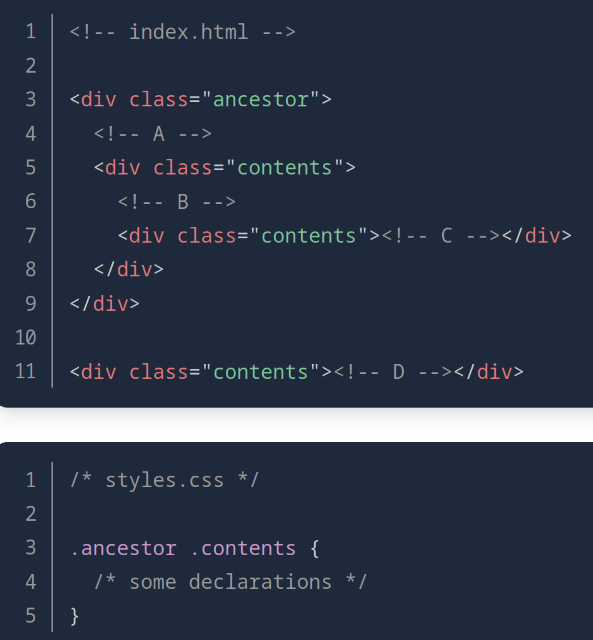 1 <!-- index.html -->
2
3 <div class="ancestor">
4   <!-- A -->
5   <div class="contents">
6     <!-- B -->
7     <div class="contents"><!-- C --></div>
8   </div>
9 </div>
10
11 <div class="contents"><!-- D --></div>
1 /* styles.css */
2
3 .ancestor .contents {
4   /* some declarations */
5 }